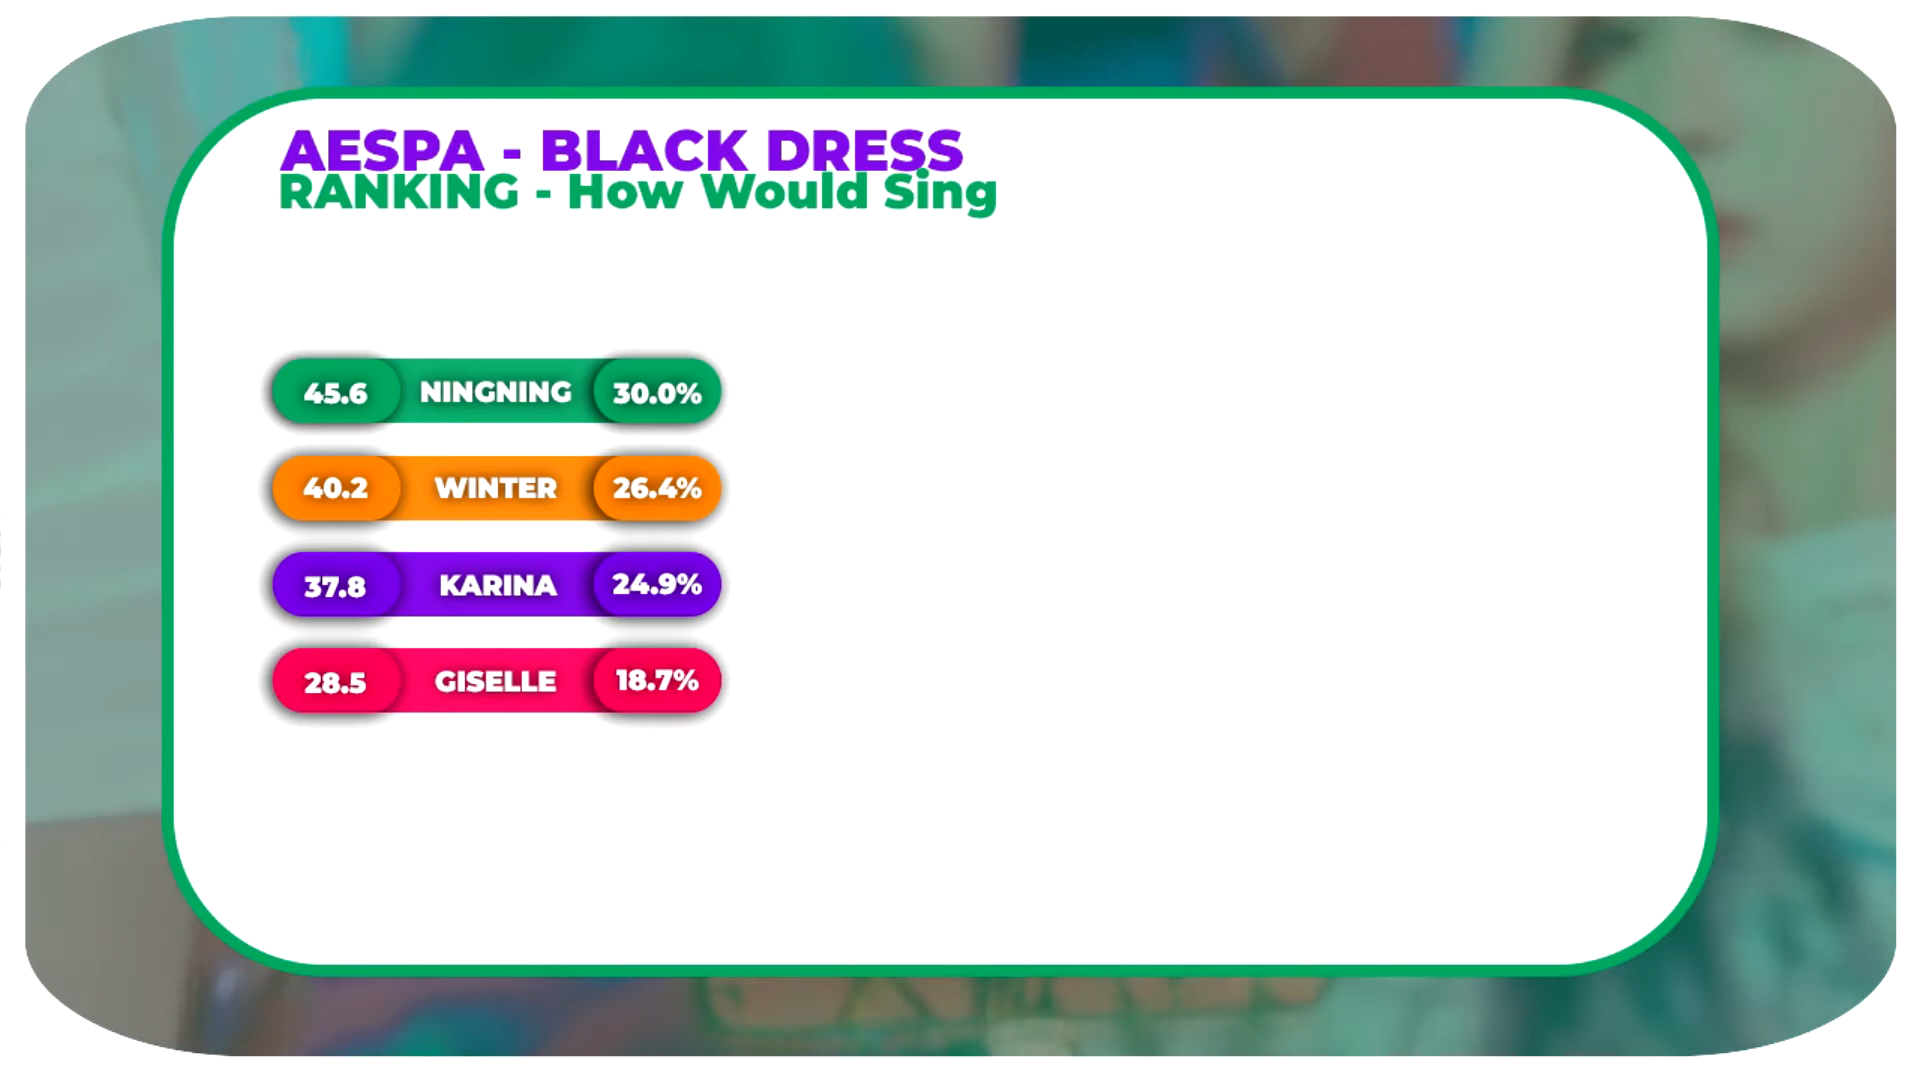 AESPA - BLACK DRESS
RANKING - How Would Sing
45.6 NINGNING 30.0%
40.2 WINTER 26.4%
37.8 KARINA 24.9%
28.5 GISELLE 18.7%